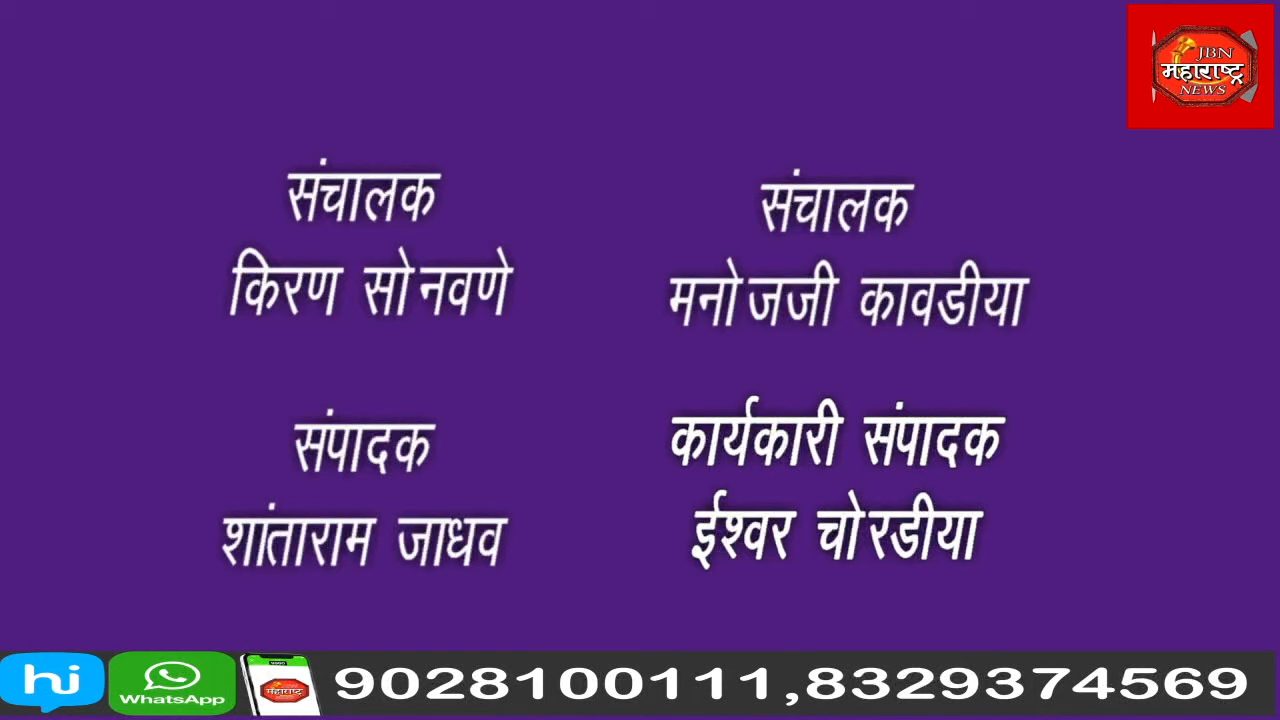 JBN
महाराष्ट्र
NEWS
संचालक
किरण सोनवणे
संचालक
मनोजजी कावडीया
संपादक
शांताराम जाधव
कार्यकारी संपादक
ईश्वर चोरडीया
hi
WhatsApp
महाराष्ट्र
9028100111,8329374569